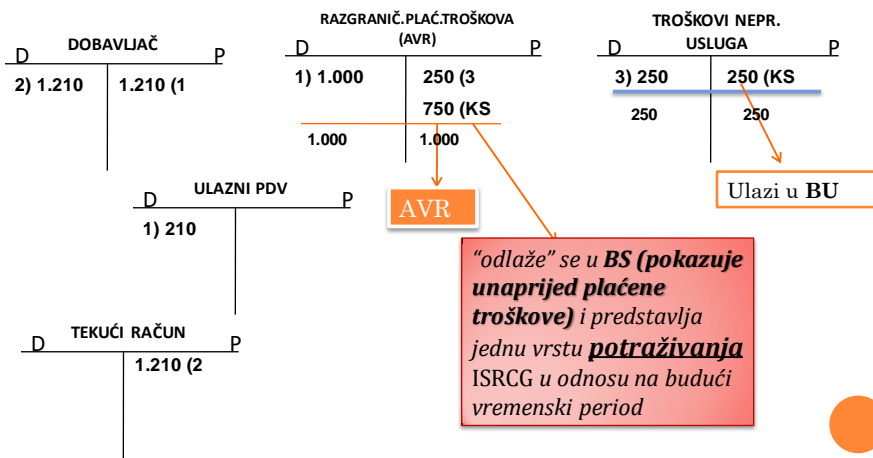 DOBAVLJAČ
D P
2) 1.210 1.210 (1
RAZGRANIČ.PLAĆ.TROŠKOVA
(AVR)
D P
1) 1.000 250 (3
750 (KS
1.000 1.000
TROŠKOVI NEPR.
USLUGA
D P
3) 250 250 (KS
250 250
ULAZNI PDV
D P
1) 210
AVR
Ulazi u BU
"odlaže" se u BS (pokazuje
unaprijed plaćene
troškove) i predstavlja
jednu vrstu potraživanja
ISRCG u odnosu na budući
vremenski period
TEKUĆI RAČUN
D P
1.210 (2